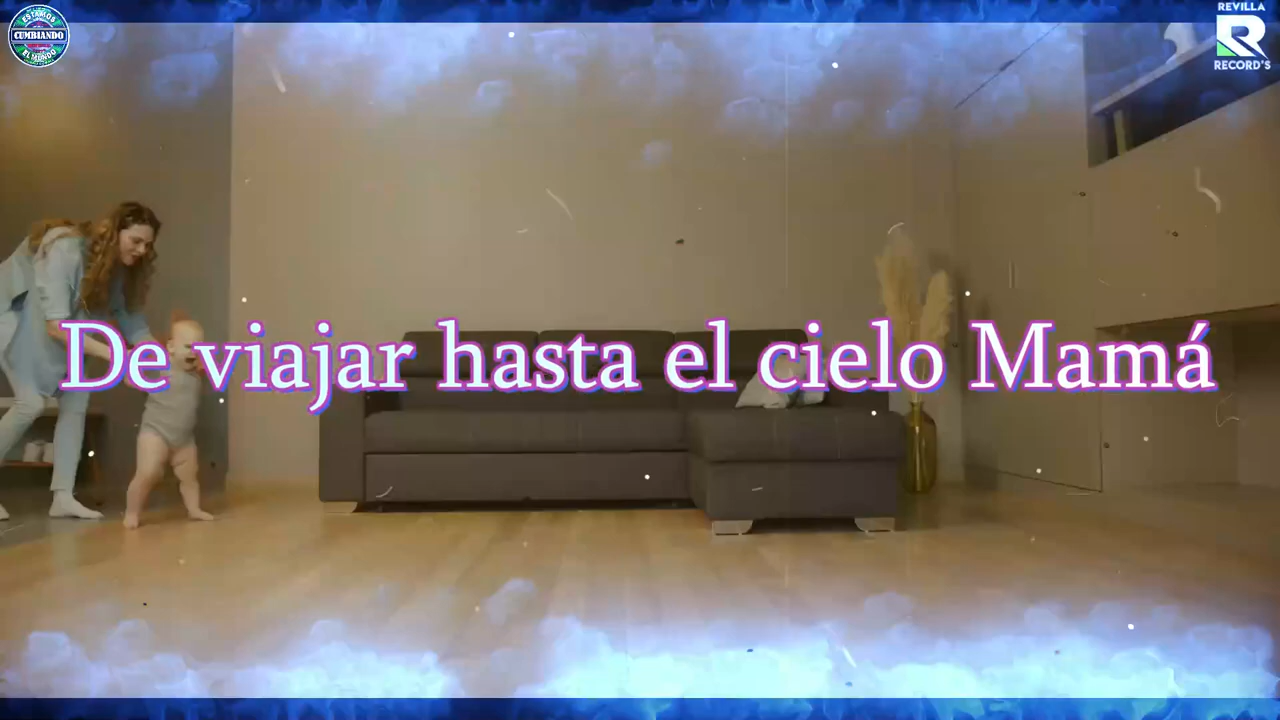 ESTAMOS
CUMBIANDO
EL MUNDO
REVILLA
R
RECORD'S
De viajar hasta el cielo Mamá